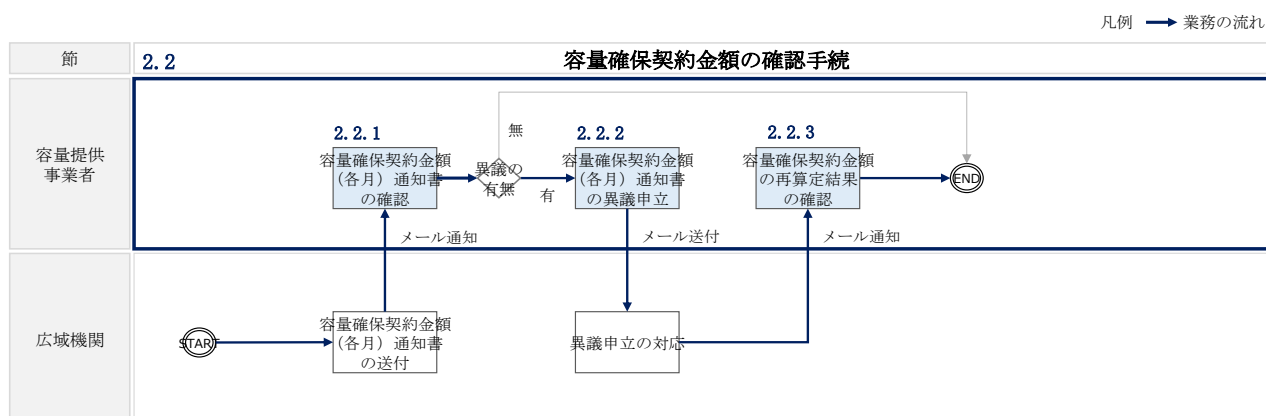 凡例 業務の流れ
節 2.2 容量確保契約金額の確認手続
容量提供
事業者
2.2.1
容量確保契約金額
(各月)通知書
の確認
異議の
有無
無
有
2.2.2
容量確保契約金額
(各月)通知書
の異議申立
2.2.3
容量確保契約金額
の再算定結果
の確認
END
メール通知
メール送付
メール通知
広域機関
START
容量確保契約金額
(各月)通知書
の送付
異議申立の対応